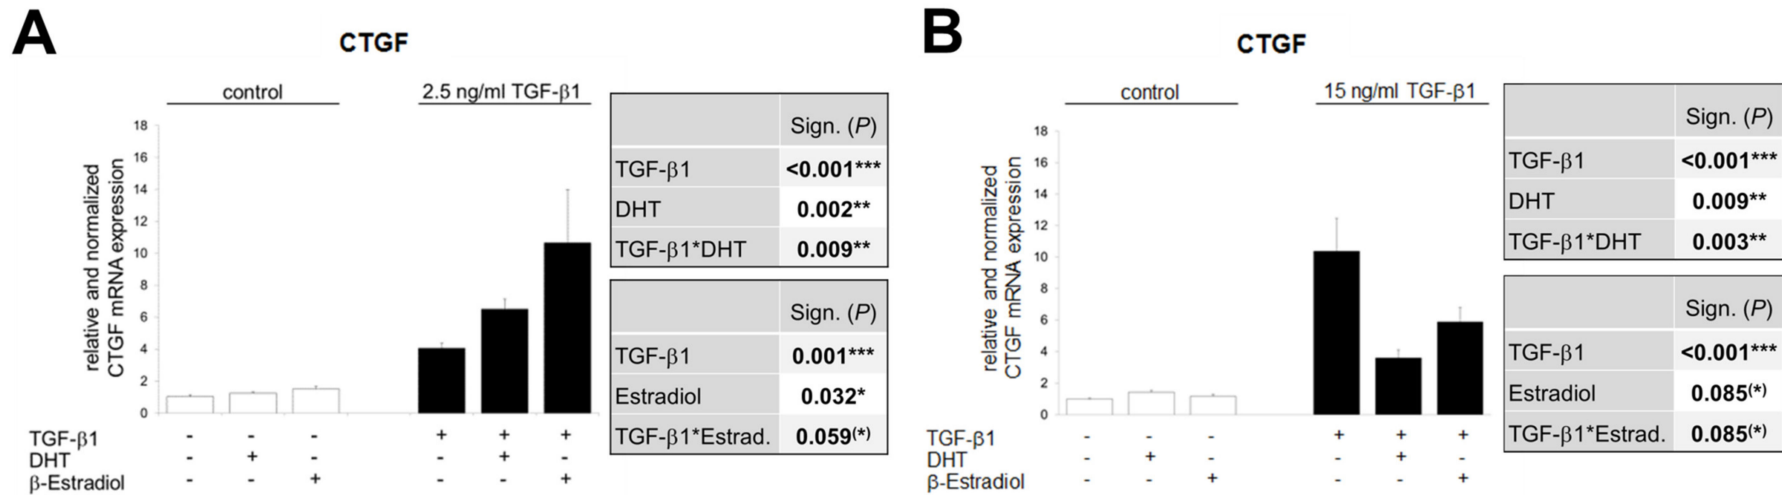 A
CTGF
control
2.5 ng/ml TGF-β1
relative and normalized
CTGF mRNA expression
18
16
14
12
10
8
6
4
2
0
TGF-β1 - - - + + +
DHT - + - - + -
β-Estradiol - - + - - +
Sign. (P)
TGF-β1 <0.001***
DHT 0.002**
TGF-β1*DHT 0.009**
Sign. (P)
TGF-β1 0.001***
Estradiol 0.032*
TGF-β1*Estrad. 0.059(*)
B
CTGF
control
15 ng/ml TGF-β1
relative and normalized
CTGF mRNA expression
18
16
14
12
10
8
6
4
2
0
TGF-β1 - - - + + +
DHT - + - - + -
β-Estradiol - - + - - +
Sign. (P)
TGF-β1 <0.001***
DHT 0.009**
TGF-β1*DHT 0.003**
Sign. (P)
TGF-β1 <0.001***
Estradiol 0.085(*)
TGF-β1*Estrad. 0.085(*)